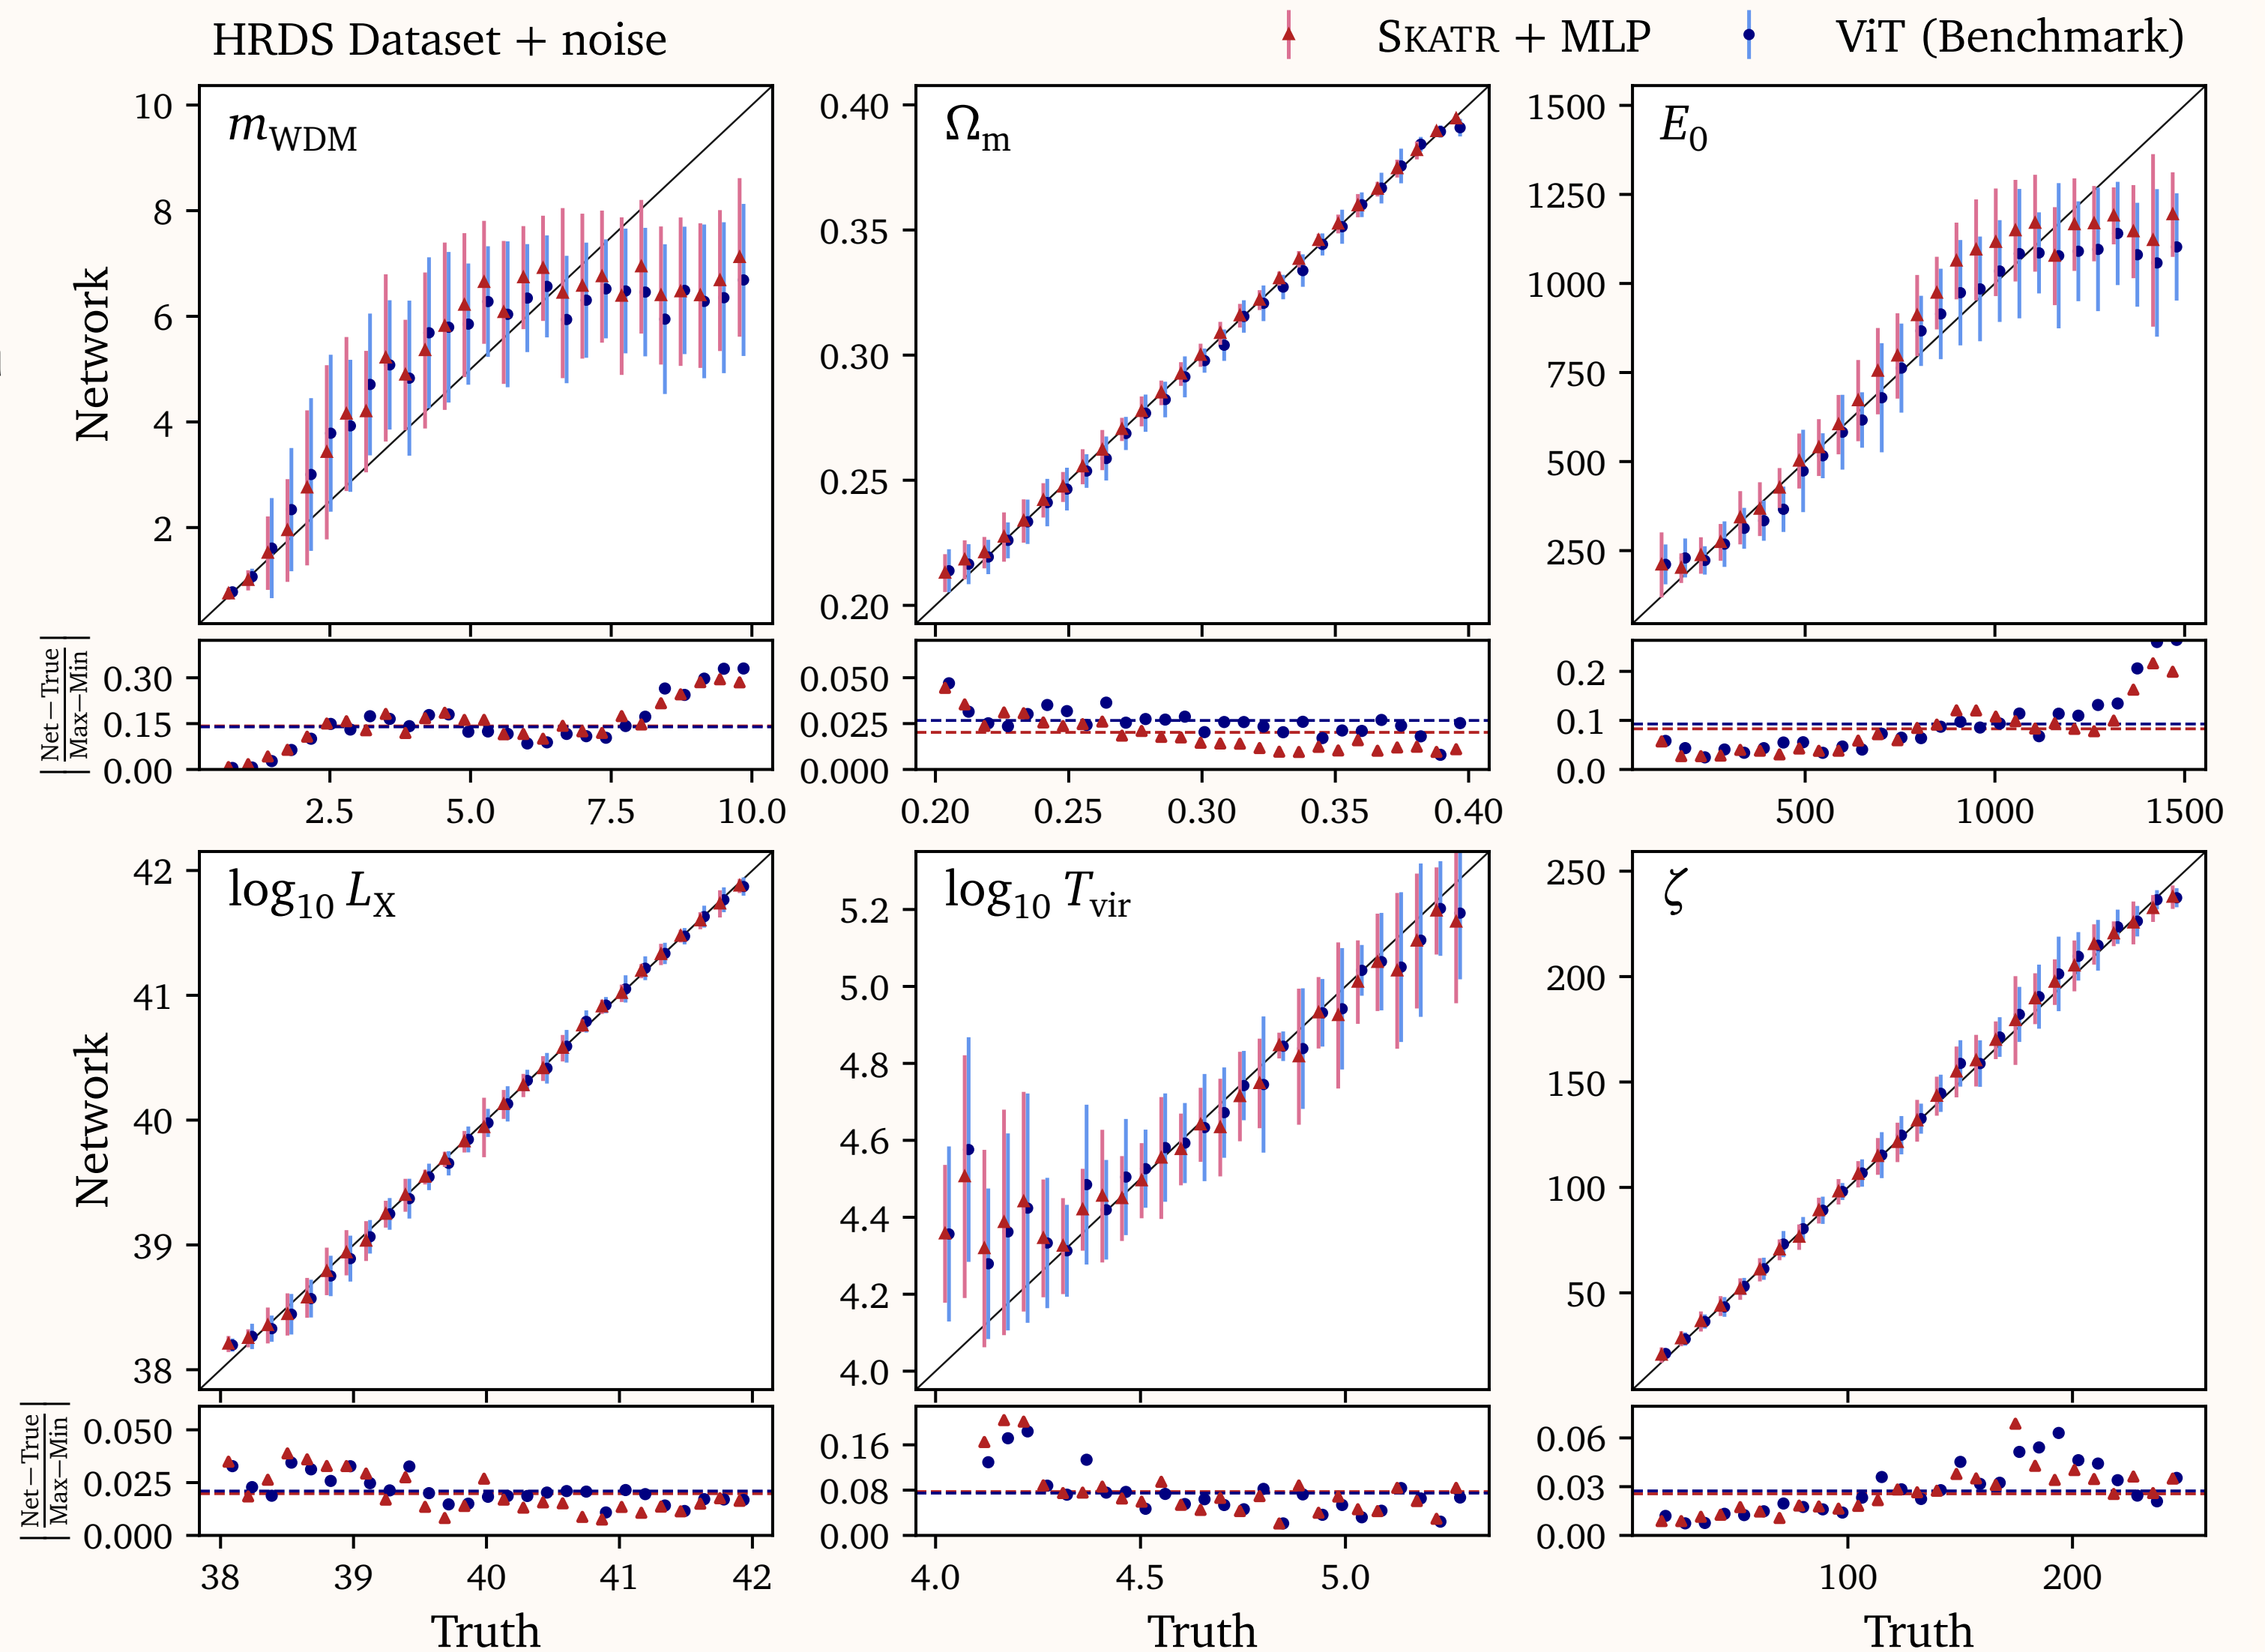 HRDS Dataset + noise
SKATR + MLP
ViT (Benchmark)
Network
10
8
6
4
2
m_WDM
0.40
0.35
0.30
0.25
0.20
Ω_m
1500
1250
1000
750
500
250
E_0
|Net−True / Max−Min|
0.30
0.15
0.00
2.5 5.0 7.5 10.0
0.050
0.025
0.000
0.20 0.25 0.30 0.35 0.40
0.2
0.1
0.0
500 1000 1500
Network
42
41
40
39
38
log₁₀ L_X
5.2
5.0
4.8
4.6
4.4
4.2
4.0
log₁₀ T_vir
250
200
150
100
50
ζ
|Net−True / Max−Min|
0.050
0.025
0.000
38 39 40 41 42
Truth
0.16
0.08
0.00
4.0 4.5 5.0
Truth
0.06
0.03
0.00
100 200
Truth